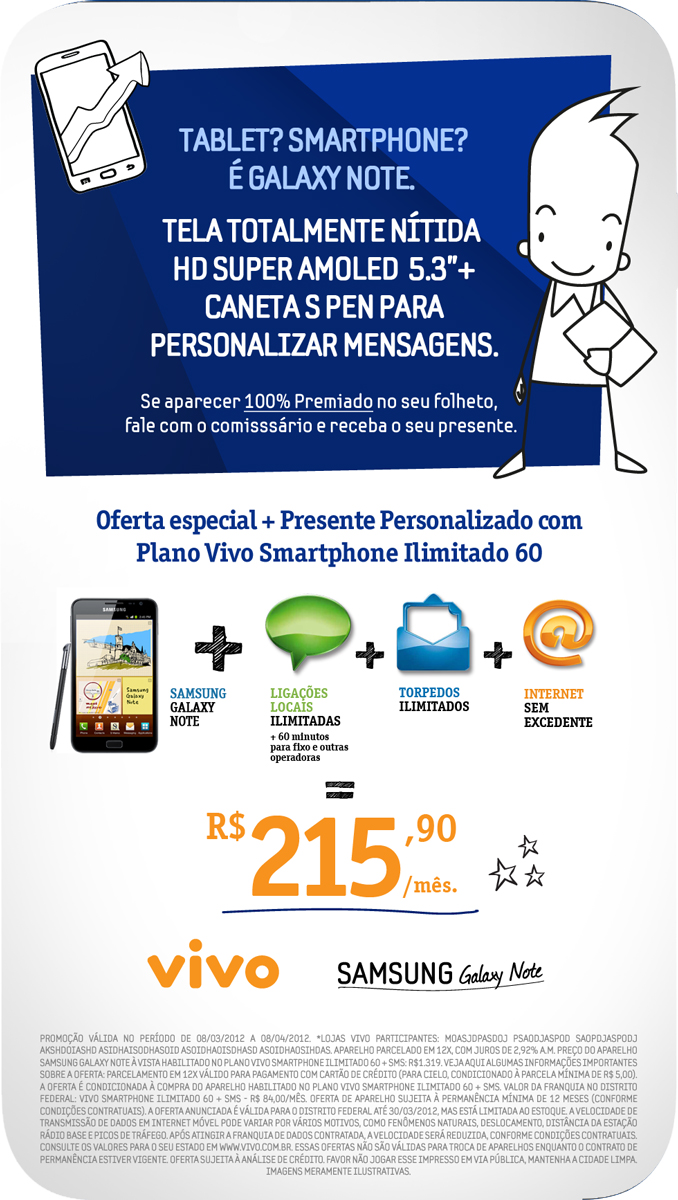 TABLET? SMARTPHONE?
É GALAXY NOTE.
TELA TOTALMENTE NÍTIDA
HD SUPER AMOLED 5.3"+
CANETA S PEN PARA
PERSONALIZAR MENSAGENS.
Se aparecer 100% Premiado no seu folheto,
fale com o comisssário e receba o seu presente.
Oferta especial + Presente Personalizado com
Plano Vivo Smartphone Ilimitado 60
SAMSUNG
Samsung
Galaxy
Note
+
+
+
SAMSUNG
GALAXY
NOTE
LIGAÇÕES
LOCAIS
ILIMITADAS
+ 60 minutos
para fixo e outras
operadoras
TORPEDOS
ILIMITADOS
@
INTERNET
SEM
EXCEDENTE
=
R$ 215,90
/mês.
vivo
SAMSUNG Galaxy Note
PROMOÇÃO VÁLIDA NO PERÍODO DE 08/03/2012 A 08/04/2012. *LOJAS VIVO PARTICIPANTES: MOASJDPASDOJ PSAODJASPOD SAOPDJASPODJ
AKSHDOIASHD ASIDHAISODHASOID ASOIDHAOISDHASD ASOIDHAOSIHDAS. APARELHO PARCELADO EM 12X, COM JUROS DE 2,92% A.M. PREÇO DO APARELHO
SAMSUNG GALAXY NOTE À VISTA HABILITADO NO PLANO VIVO SMARTPHONE ILIMITADO 60 + SMS: R$1.319. VEJA AQUI ALGUMAS INFORMAÇÕES IMPORTANTES
SOBRE A OFERTA: PARCELAMENTO EM 12X VÁLIDO PARA PAGAMENTO COM CARTÃO DE CRÉDITO (PARA CIELO, CONDICIONADO À PARCELA MÍNIMA DE R$ 5,00).
A OFERTA É CONDICIONADA À COMPRA DO APARELHO HABILITADO NO PLANO VIVO SMARTPHONE ILIMITADO 60 + SMS. VALOR DA FRANQUIA NO DISTRITO
FEDERAL: VIVO SMARTPHONE ILIMITADO 60 + SMS - R$ 84,00/MÊS. OFERTA DE APARELHO SUJEITA À PERMANÊNCIA MÍNIMA DE 12 MESES (CONFORME
CONDIÇÕES CONTRATUAIS). A OFERTA ANUNCIADA É VÁLIDA PARA O DISTRITO FEDERAL ATÉ 30/03/2012, MAS ESTÁ LIMITADA AO ESTOQUE. A VELOCIDADE DE
TRANSMISSÃO DE DADOS EM INTERNET MÓVEL PODE VARIAR POR VÁRIOS MOTIVOS, COMO FENÔMENOS NATURAIS, DESLOCAMENTO, DISTÂNCIA DA ESTAÇÃO
RÁDIO BASE E PICOS DE TRÁFEGO. APÓS ATINGIR A FRANQUIA DE DADOS CONTRATADA, A VELOCIDADE SERÁ REDUZIDA, CONFORME CONDIÇÕES CONTRATUAIS.
CONSULTE OS VALORES PARA O SEU ESTADO EM WWW.VIVO.COM.BR. ESSAS OFERTAS NÃO SÃO VÁLIDAS PARA TROCA DE APARELHOS ENQUANTO O CONTRATO DE
PERMANÊNCIA ESTIVER VIGENTE. OFERTA SUJEITA À ANÁLISE DE CRÉDITO. FAVOR NÃO JOGAR ESSE IMPRESSO EM VIA PÚBLICA, MANTENHA A CIDADE LIMPA.
IMAGENS MERAMENTE ILUSTRATIVAS.